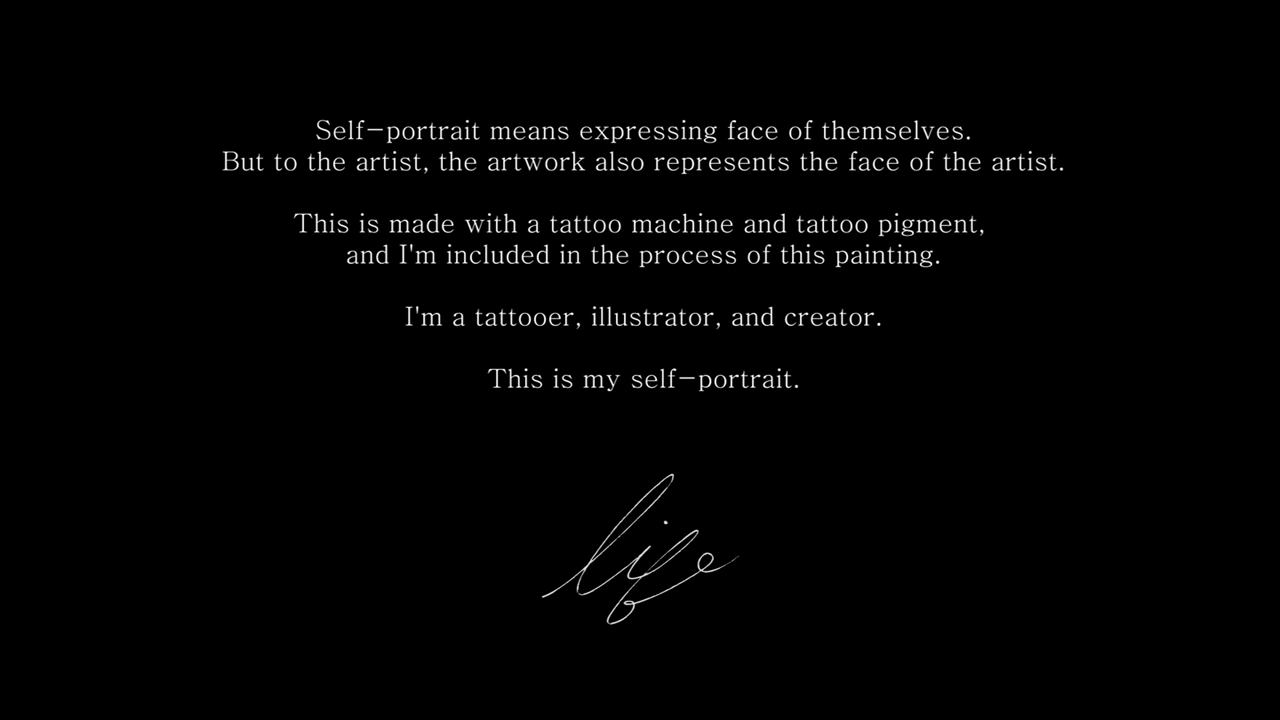 Self-portrait means expressing face of themselves.
But to the artist, the artwork also represents the face of the artist.
This is made with a tattoo machine and tattoo pigment,
and I'm included in the process of this painting.
I'm a tattooer, illustrator, and creator.
This is my self-portrait.
life